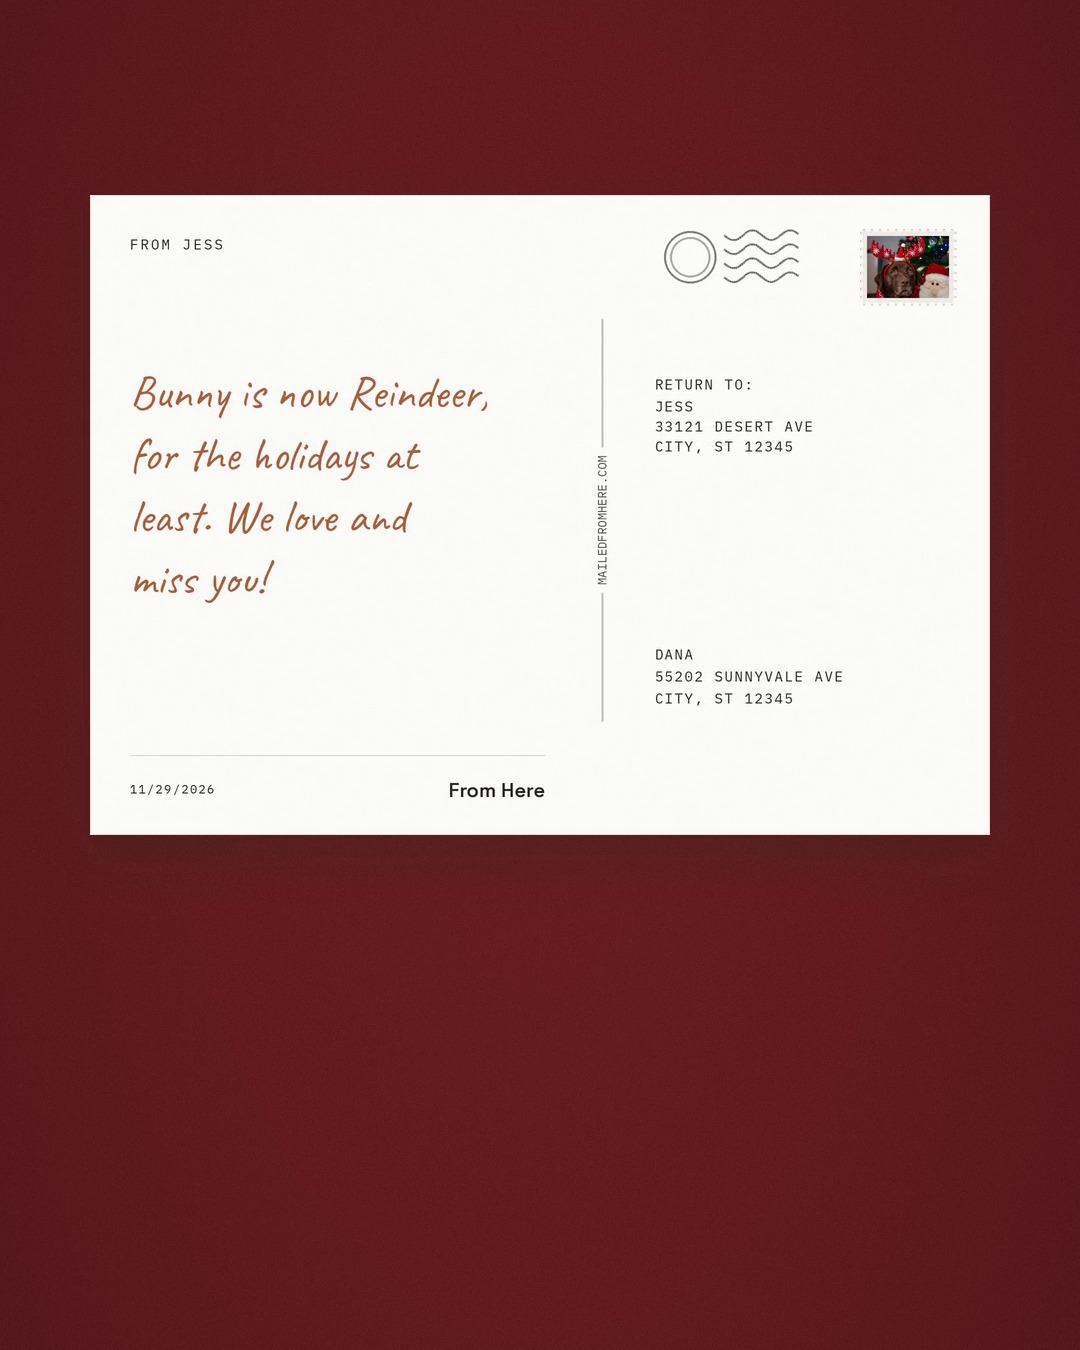 FROM JESS
Bunny is now Reindeer,
for the holidays at
least. We love and
miss you!
11/29/2026
From Here
MAILEDFROMHERE.COM
RETURN TO:
JESS
33121 DESERT AVE
CITY, ST 12345
DANA
55202 SUNNYVALE AVE
CITY, ST 12345